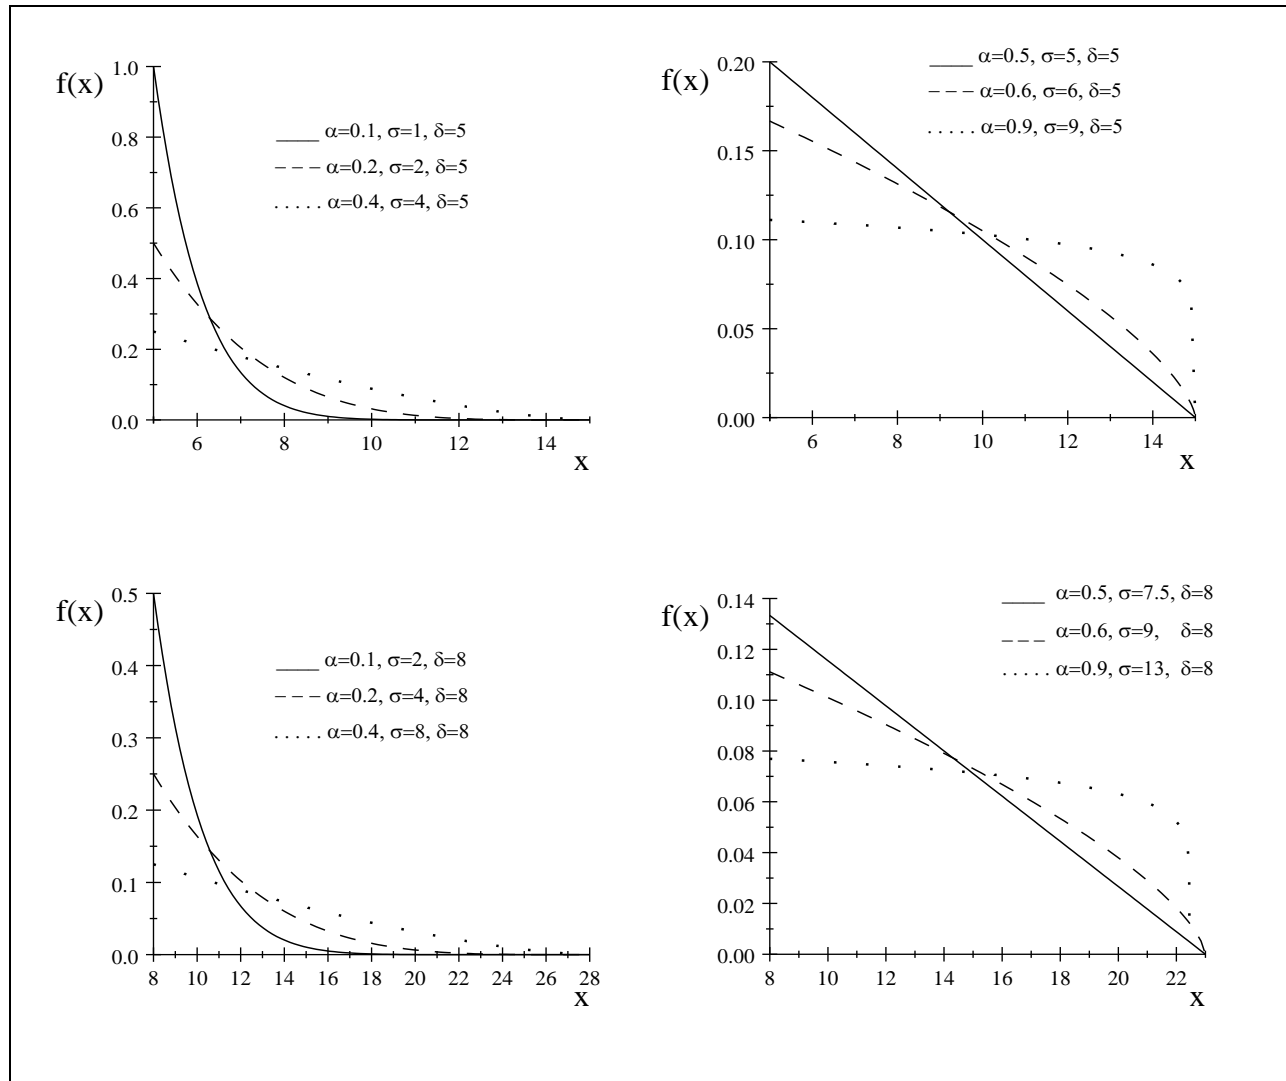 f(x)
1.0
0.8
0.6
0.4
0.2
0.0
6
8
10
12
14
x
α=0.1, σ=1, δ=5
α=0.2, σ=2, δ=5
α=0.4, σ=4, δ=5
f(x)
0.20
0.15
0.10
0.05
0.00
6
8
10
12
14
x
α=0.5, σ=5, δ=5
α=0.6, σ=6, δ=5
α=0.9, σ=9, δ=5
f(x)
0.5
0.4
0.3
0.2
0.1
0.0
8
10
12
14
16
18
20
22
24
26
28
x
α=0.1, σ=2, δ=8
α=0.2, σ=4, δ=8
α=0.4, σ=8, δ=8
f(x)
0.14
0.12
0.10
0.08
0.06
0.04
0.02
0.00
8
10
12
14
16
18
20
22
x
α=0.5, σ=7.5, δ=8
α=0.6, σ=9, δ=8
α=0.9, σ=13, δ=8